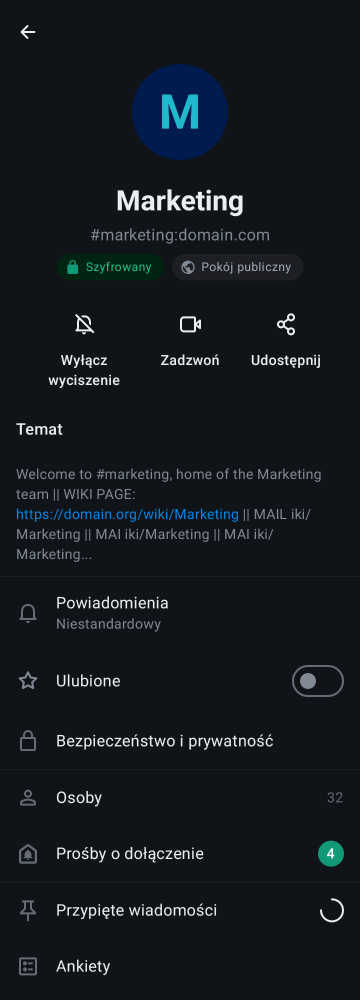 M
Marketing
#marketing:domain.com
Szyfrowany
Pokój publiczny
Wyłącz
wyciszenie
Zadzwoń
Udostępnij
Temat
Welcome to #marketing, home of the Marketing
team || WIKI PAGE:
https://domain.org/wiki/Marketing || MAIL iki/
Marketing || MAI iki/Marketing || MAI iki/
Marketing...
Powiadomienia
Niestandardowy
Ulubione
Bezpieczeństwo i prywatność
Osoby 32
Prośby o dołączenie 4
Przypięte wiadomości
Ankiety